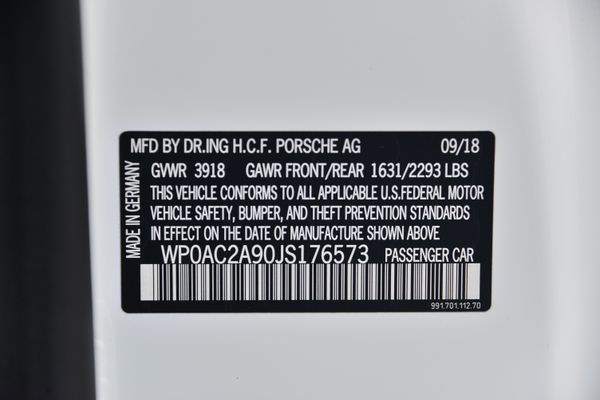 MFD BY DR.ING H.C.F. PORSCHE AG 09/18
GVWR 3918 GAWR FRONT/REAR 1631/2293 LBS
THIS VEHICLE CONFORMS TO ALL APPLICABLE U.S.FEDERAL MOTOR
VEHICLE SAFETY, BUMPER, AND THEFT PREVENTION STANDARDS
IN EFFECT ON THE DATE OF MANUFACTURE SHOWN ABOVE
WP0AC2A90JS176573 PASSENGER CAR
MADE IN GERMANY
991.701.112.70